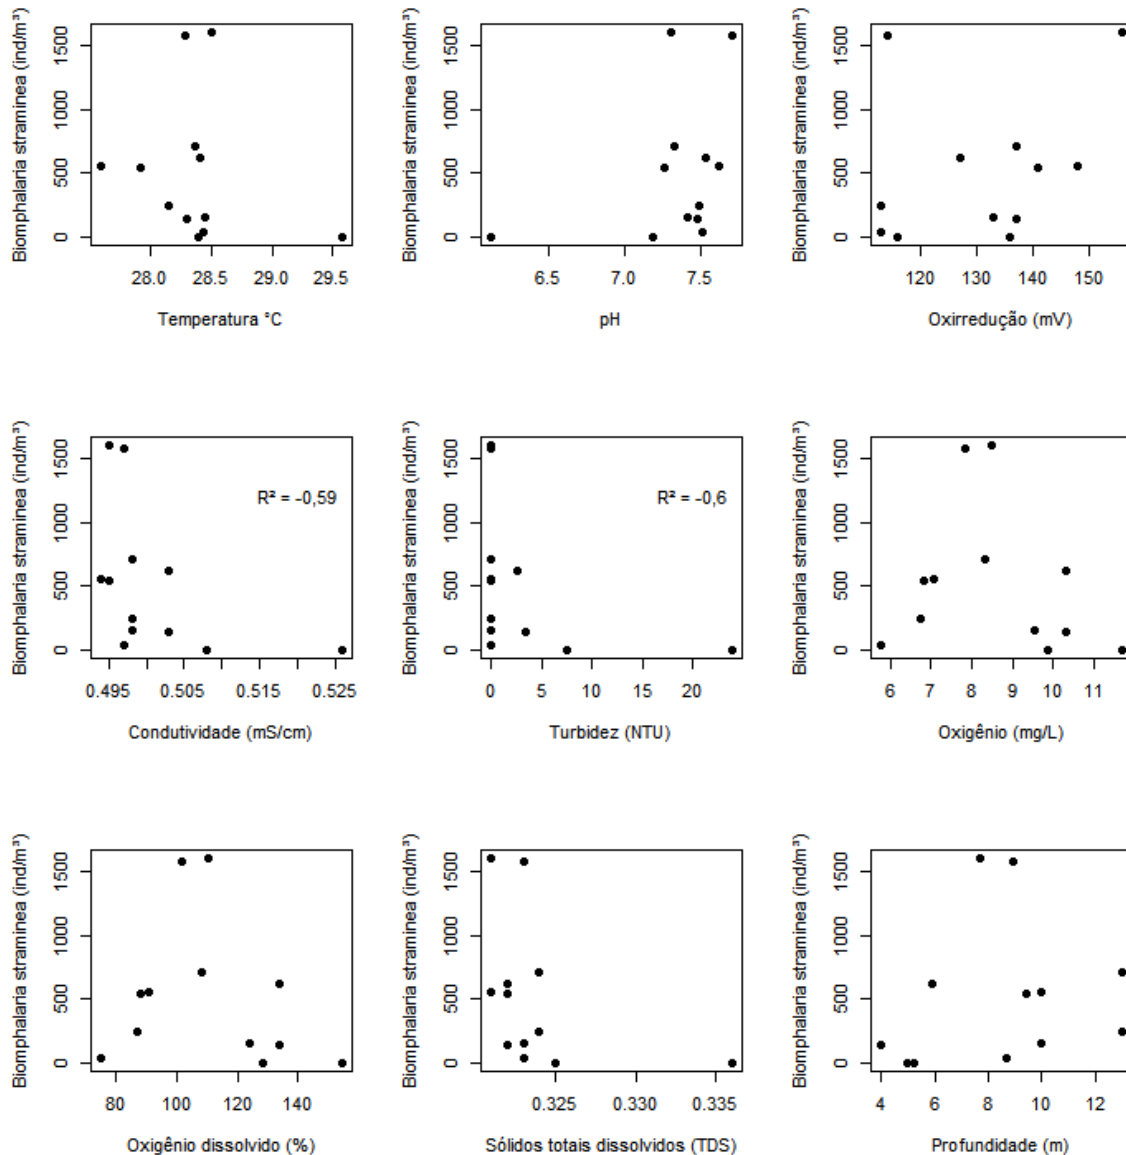 Biomphalaria straminea (ind/m³)
0 500 1000 1500
28.0 28.5 29.0 29.5
Temperatura °C
Biomphalaria straminea (ind/m³)
0 500 1000 1500
6.5 7.0 7.5
pH
Biomphalaria straminea (ind/m³)
0 500 1000 1500
120 130 140 150
Oxirredução (mV)
Biomphalaria straminea (ind/m³)
0 500 1000 1500
R² = -0,59
0.495 0.505 0.515 0.525
Condutividade (mS/cm)
Biomphalaria straminea (ind/m³)
0 500 1000 1500
R² = -0,6
0 5 10 15 20
Turbidez (NTU)
Biomphalaria straminea (ind/m³)
0 500 1000 1500
6 7 8 9 10 11
Oxigênio (mg/L)
Biomphalaria straminea (ind/m³)
0 500 1000 1500
80 100 120 140
Oxigênio dissolvido (%)
Biomphalaria straminea (ind/m³)
0 500 1000 1500
0.325 0.330 0.335
Sólidos totais dissolvidos (TDS)
Biomphalaria straminea (ind/m³)
0 500 1000 1500
4 6 8 10 12
Profundidade (m)